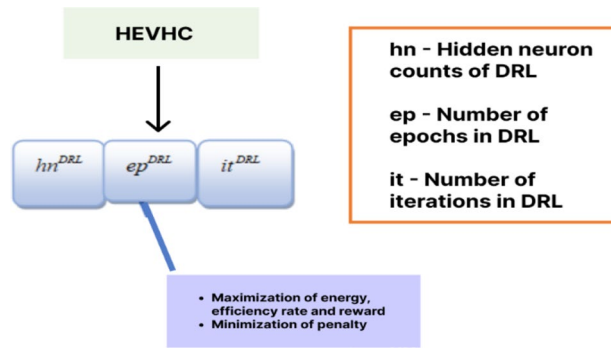 HEVHC
hn^DRL ep^DRL it^DRL
• Maximization of energy,
efficiency rate and reward
• Minimization of penalty
hn - Hidden neuron
counts of DRL
ep - Number of
epochs in DRL
it - Number of
iterations in DRL